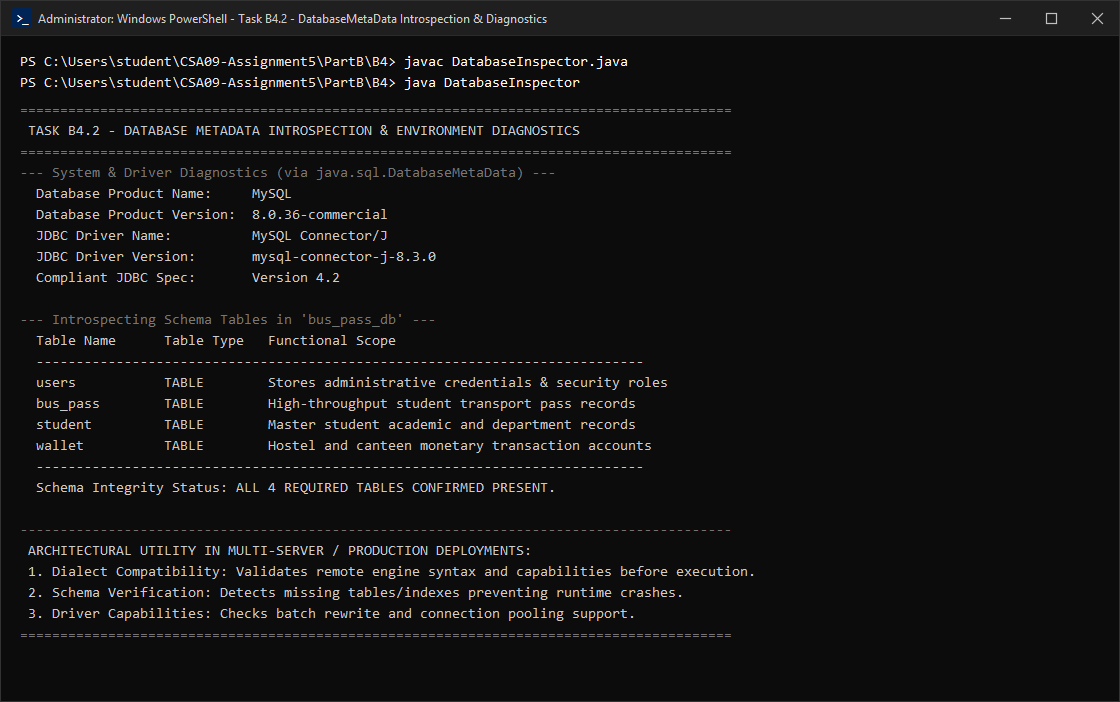 Administrator: Windows PowerShell - Task B4.2 - DatabaseMetaData Introspection & Diagnostics
PS C:\Users\student\CSA09-Assignment5\PartB\B4> javac DatabaseInspector.java
PS C:\Users\student\CSA09-Assignment5\PartB\B4> java DatabaseInspector
=========================================================================================
TASK B4.2 - DATABASE METADATA INTROSPECTION & ENVIRONMENT DIAGNOSTICS
=========================================================================================
--- System & Driver Diagnostics (via java.sql.DatabaseMetaData) ---
Database Product Name: MySQL
Database Product Version: 8.0.36-commercial
JDBC Driver Name: MySQL Connector/J
JDBC Driver Version: mysql-connector-j-8.3.0
Compliant JDBC Spec: Version 4.2
--- Introspecting Schema Tables in 'bus_pass_db' ---
Table Name Table Type Functional Scope
----------------------------------------------------------------------------
users TABLE Stores administrative credentials & security roles
bus_pass TABLE High-throughput student transport pass records
student TABLE Master student academic and department records
wallet TABLE Hostel and canteen monetary transaction accounts
----------------------------------------------------------------------------
Schema Integrity Status: ALL 4 REQUIRED TABLES CONFIRMED PRESENT.
-----------------------------------------------------------------------------------------
ARCHITECTURAL UTILITY IN MULTI-SERVER / PRODUCTION DEPLOYMENTS:
1. Dialect Compatibility: Validates remote engine syntax and capabilities before execution.
2. Schema Verification: Detects missing tables/indexes preventing runtime crashes.
3. Driver Capabilities: Checks batch rewrite and connection pooling support.
=========================================================================================